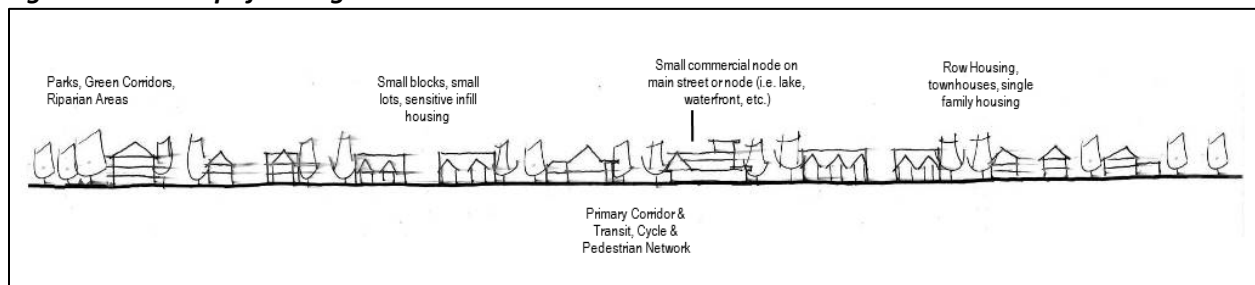 Parks, Green Corridors,
Riparian Areas
Small blocks, small
lots, sensitive infill
housing
Small commercial node on
main street or node (i.e. lake,
waterfront, etc.)
Row Housing,
townhouses, single
family housing
Primary Corridor &
Transit, Cycle &
Pedestrian Network